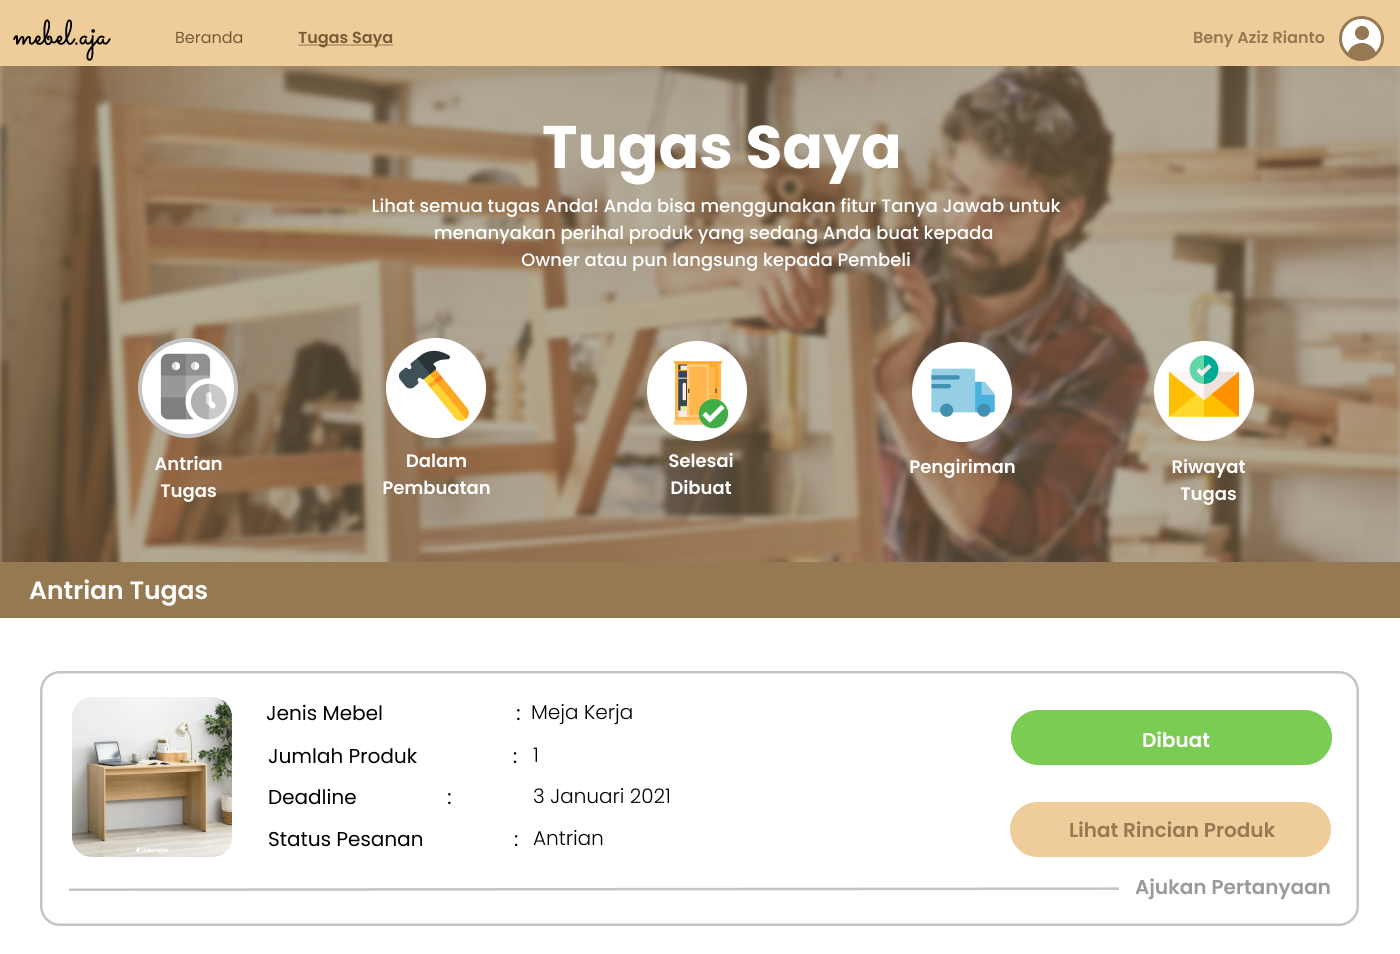 mebel.aja
Beranda
Tugas Saya
Beny Aziz Rianto
Tugas Saya
Lihat semua tugas Anda! Anda bisa menggunakan fitur Tanya Jawab untuk
menanyakan perihal produk yang sedang Anda buat kepada
Owner atau pun langsung kepada Pembeli
Antrian
Tugas
Dalam
Pembuatan
Selesai
Dibuat
Pengiriman
Riwayat
Tugas
Antrian Tugas
Jenis Mebel : Meja Kerja
Jumlah Produk : 1
Deadline : 3 Januari 2021
Status Pesanan : Antrian
Dibuat
Lihat Rincian Produk
Ajukan Pertanyaan